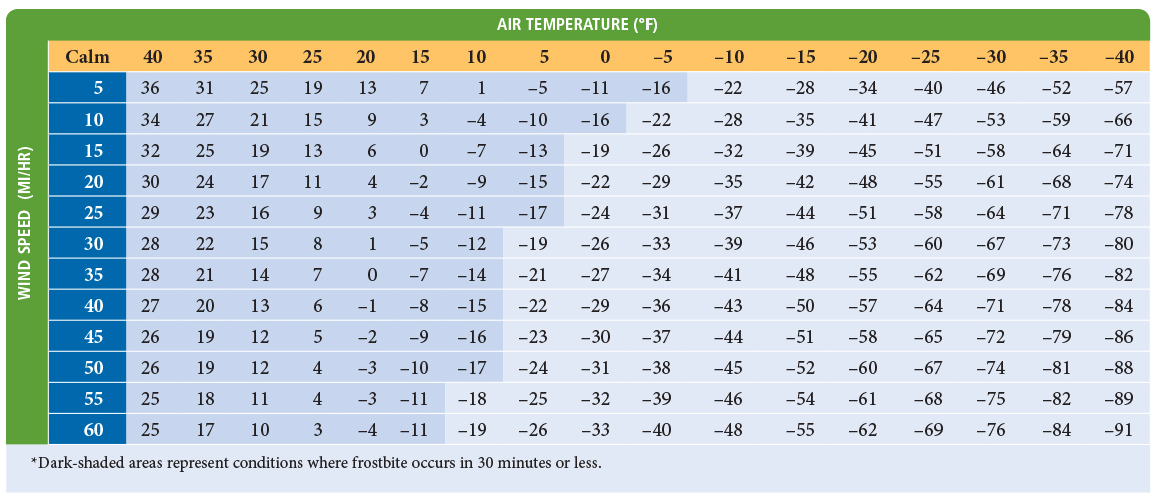 AIR TEMPERATURE (°F)
WIND SPEED (MI/HR)
Calm 40 35 30 25 20 15 10 5 0 –5 –10 –15 –20 –25 –30 –35 –40
5 36 31 25 19 13 7 1 –5 –11 –16 –22 –28 –34 –40 –46 –52 –57
10 34 27 21 15 9 3 –4 –10 –16 –22 –28 –35 –41 –47 –53 –59 –66
15 32 25 19 13 6 0 –7 –13 –19 –26 –32 –39 –45 –51 –58 –64 –71
20 30 24 17 11 4 –2 –9 –15 –22 –29 –35 –42 –48 –55 –61 –68 –74
25 29 23 16 9 3 –4 –11 –17 –24 –31 –37 –44 –51 –58 –64 –71 –78
30 28 22 15 8 1 –5 –12 –19 –26 –33 –39 –46 –53 –60 –67 –73 –80
35 28 21 14 7 0 –7 –14 –21 –27 –34 –41 –48 –55 –62 –69 –76 –82
40 27 20 13 6 –1 –8 –15 –22 –29 –36 –43 –50 –57 –64 –71 –78 –84
45 26 19 12 5 –2 –9 –16 –23 –30 –37 –44 –51 –58 –65 –72 –79 –86
50 26 19 12 4 –3 –10 –17 –24 –31 –38 –45 –52 –60 –67 –74 –81 –88
55 25 18 11 4 –3 –11 –18 –25 –32 –39 –46 –54 –61 –68 –75 –82 –89
60 25 17 10 3 –4 –11 –19 –26 –33 –40 –48 –55 –62 –69 –76 –84 –91
*Dark-shaded areas represent conditions where frostbite occurs in 30 minutes or less.